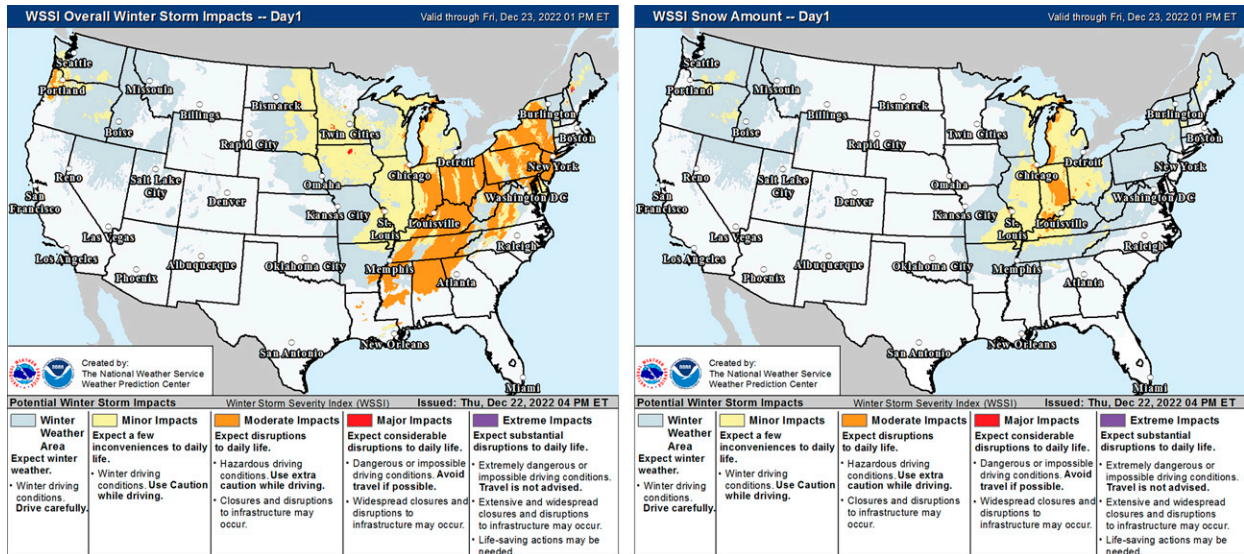 WSSI Overall Winter Storm Impacts -- Day1
Valid through Fri, Dec 23, 2022 01 PM ET
Seattle
Portland
Missoula
Bismarck
Billings
Boise
Twin Cities
Burlington
Boston
Rapid City
Detroit
New York
Reno
Salt Lake
City
Omaha
Chicago
San
Francisco
Denver
Kansas City
St.
Louis
Louisville
Washington DC
Las Vegas
Raleigh
Los Angeles
Albuquerque
Oklahoma City
Memphis
Phoenix
Atlanta
San Antonio
New Orleans
Miami
Created by:
The National Weather Service
Weather Prediction Center
Potential Winter Storm Impacts
Winter Storm Severity Index (WSSI)
Issued: Thu, Dec 22, 2022 04 PM ET
Winter
Weather
Area
Expect winter
weather.
• Winter driving
conditions.
Drive carefully.
Minor Impacts
Expect a few
inconveniences to daily
life.
• Winter driving
conditions. Use Caution
while driving.
Moderate Impacts
Expect disruptions
to daily life.
• Hazardous driving
conditions. Use extra
caution while driving.
• Closures and disruptions
to infrastructure may
occur.
Major Impacts
Expect considerable
disruptions to daily life.
• Dangerous or impossible
driving conditions. Avoid
travel if possible.
• Widespread closures and
disruptions to
infrastructure may occur.
Extreme Impacts
Expect substantial
disruptions to daily life.
• Extremely dangerous or
impossible driving conditions.
Travel is not advised.
• Extensive and widespread
closures and disruptions
to infrastructure may occur.
• Life-saving actions may be
needed
WSSI Snow Amount -- Day1
Valid through Fri, Dec 23, 2022 01 PM ET
Seattle
Portland
Missoula
Bismarck
Billings
Boise
Twin Cities
Burlington
Boston
Rapid City
Detroit
New York
Reno
Salt Lake
City
Omaha
Chicago
San
Francisco
Denver
Kansas City
St.
Louis
Louisville
Washington DC
Las Vegas
Raleigh
Los Angeles
Albuquerque
Oklahoma City
Memphis
Phoenix
Atlanta
San Antonio
New Orleans
Miami
Created by:
The National Weather Service
Weather Prediction Center
Potential Winter Storm Impacts
Winter Storm Severity Index (WSSI)
Issued: Thu, Dec 22, 2022 04 PM ET
Winter
Weather
Area
Expect winter
weather.
• Winter driving
conditions.
Drive carefully.
Minor Impacts
Expect a few
inconveniences to daily
life.
• Winter driving
conditions. Use Caution
while driving.
Moderate Impacts
Expect disruptions
to daily life.
• Hazardous driving
conditions. Use extra
caution while driving.
• Closures and disruptions
to infrastructure may
occur.
Major Impacts
Expect considerable
disruptions to daily life.
• Dangerous or impossible
driving conditions. Avoid
travel if possible.
• Widespread closures and
disruptions to
infrastructure may occur.
Extreme Impacts
Expect substantial
disruptions to daily life.
• Extremely dangerous or
impossible driving conditions.
Travel is not advised.
• Extensive and widespread
closures and disruptions
to infrastructure may occur.
• Life-saving actions may be
needed